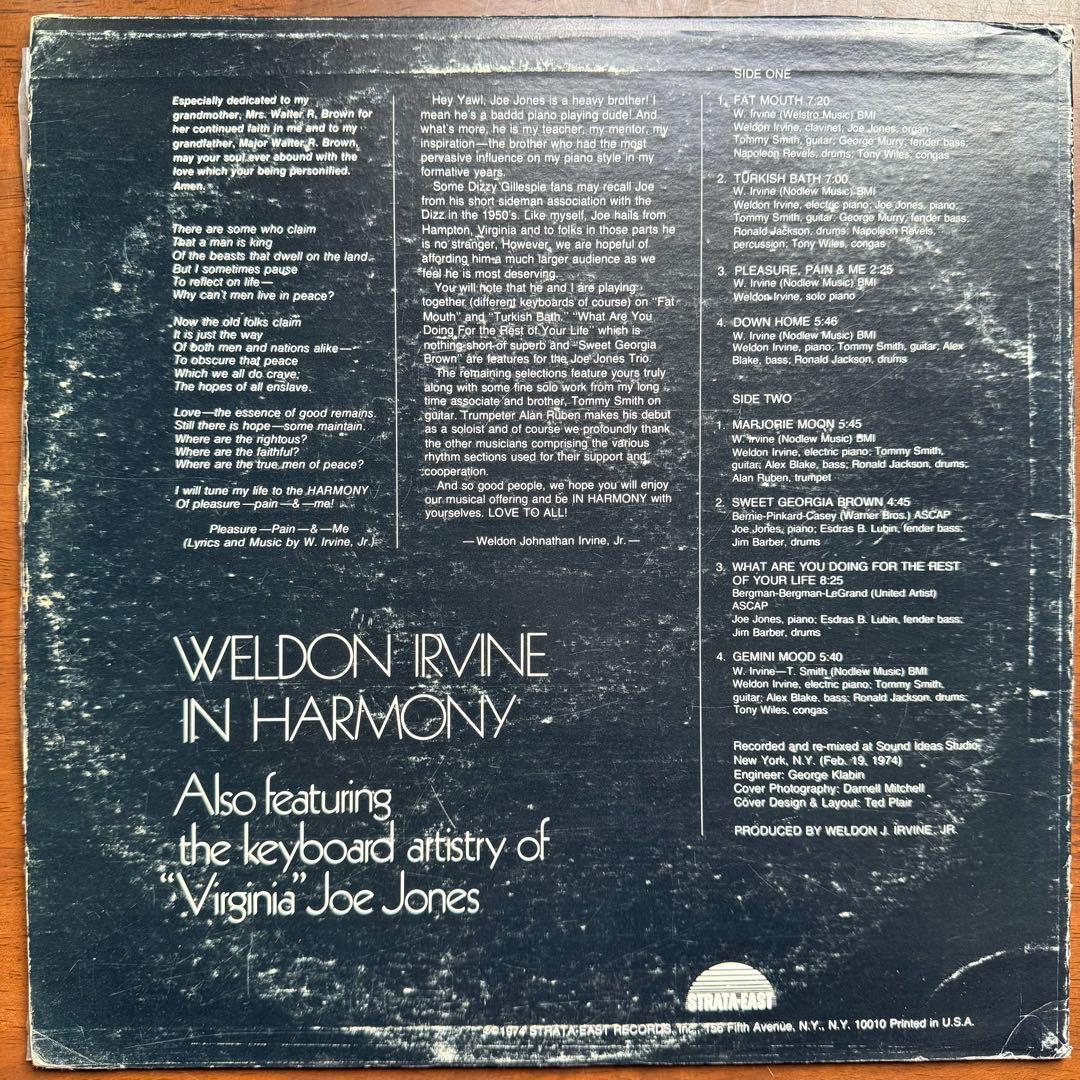 Especially dedicated to my
grandmother, Mrs. Walter R. Brown for
her continued faith in me and to my
grandfather, Major Walter R. Brown,
may your soul ever abound with the
love which your being personified.
Amen.
There are some who claim
That a man is king
Of the beasts that dwell on the land.
But I sometimes pause
To reflect on life—
Why can't men live in peace?
Now the old folks claim
It is just the way
Of both men and nations alike—
To obscure that peace
Which we all do crave;
The hopes of all enslave.
Love—the essence of good remains.
Still there is hope—some maintain.
Where are the rightous?
Where are the faithful?
Where are the true men of peace?
I will tune my life to the HARMONY
Of pleasure—pain—&—me!
Pleasure—Pain—&—Me
(Lyrics and Music by W. Irvine, Jr.)
Hey Yawl, Joe Jones is a heavy brother! I
mean he's a baddd piano playing dude! And
what's more, he is my teacher, my mentor, my
inspiration—the brother who had the most
pervasive influence on my piano style in my
formative years.
Some Dizzy Gillespie fans may recall Joe
from his short sideman association with the
Dizz in the 1950's. Like myself, Joe hails from
Hampton, Virginia and to folks in those parts he
is no stranger. However, we are hopeful of
affording him a much larger audience as we
feel he is most deserving.
You will note that he and I are playing
together (different keyboards of course) on "Fat
Mouth" and "Turkish Bath." "What Are You
Doing For the Rest of Your Life" which is
nothing short of superb and "Sweet Georgia
Brown" are features for the Joe Jones Trio.
The remaining selections feature yours truly
along with some fine solo work from my long
time associate and brother, Tommy Smith on
guitar. Trumpeter Alan Ruben makes his debut
as a soloist and of course we profoundly thank
the other musicians comprising the various
rhythm sections used for their support and
cooperation.
And so good people, we hope you will enjoy
our musical offering and be IN HARMONY with
yourselves. LOVE TO ALL!
—Weldon Johnathan Irvine, Jr.—
SIDE ONE
1. FAT MOUTH 7:20
W. Irvine (Welstro Music) BMI
Weldon Irvine, clavinet; Joe Jones, organ;
Tommy Smith, guitar; George Murry, fender bass;
Napoleon Revels, drums; Tony Wiles, congas
2. TURKISH BATH 7:00
W. Irvine (Nodlew Music) BMI
Weldon Irvine, electric piano; Joe Jones, piano;
Tommy Smith, guitar; George Murry, fender bass;
Ronald Jackson, drums; Napoleon Revels,
percussion; Tony Wiles, congas
3. PLEASURE, PAIN & ME 2:25
W. Irvine (Nodlew Music) BMI
Weldon Irvine, solo piano
4. DOWN HOME 5:46
W. Irvine (Nodlew Music) BMI
Weldon Irvine, piano; Tommy Smith, guitar; Alex
Blake, bass; Ronald Jackson, drums
SIDE TWO
1. MARJORIE MOON 5:45
W. Irvine (Nodlew Music) BMI
Weldon Irvine, electric piano; Tommy Smith,
guitar; Alex Blake, bass; Ronald Jackson, drums;
Alan Ruben, trumpet
2. SWEET GEORGIA BROWN 4:45
Bernie-Pinkard-Casey (Warner Bros.) ASCAP
Joe Jones, piano; Esdras B. Lubin, fender bass;
Jim Barber, drums
3. WHAT ARE YOU DOING FOR THE REST
OF YOUR LIFE 8:25
Bergman-Bergman-LeGrand (United Artist)
ASCAP
Joe Jones, piano; Esdras B. Lubin, fender bass;
Jim Barber, drums
4. GEMINI MOOD 5:40
W. Irvine—T. Smith (Nodlew Music) BMI
Weldon Irvine, electric piano; Tommy Smith,
guitar; Alex Blake, bass; Ronald Jackson, drums;
Tony Wiles, congas
Recorded and re-mixed at Sound Ideas Studio,
New York, N.Y. (Feb. 19, 1974)
Engineer: George Klabin
Cover Photography: Darnell Mitchell
Cover Design & Layout: Ted Plair
PRODUCED BY WELDON J. IRVINE, JR.
WELDON IRVINE
IN HARMONY
Also featuring
the keyboard artistry of
"Virginia" Joe Jones
STRATA-EAST
©1974 STRATA-EAST RECORDS, Inc., 156 Fifth Avenue, N.Y., N.Y. 10010 Printed in U.S.A.